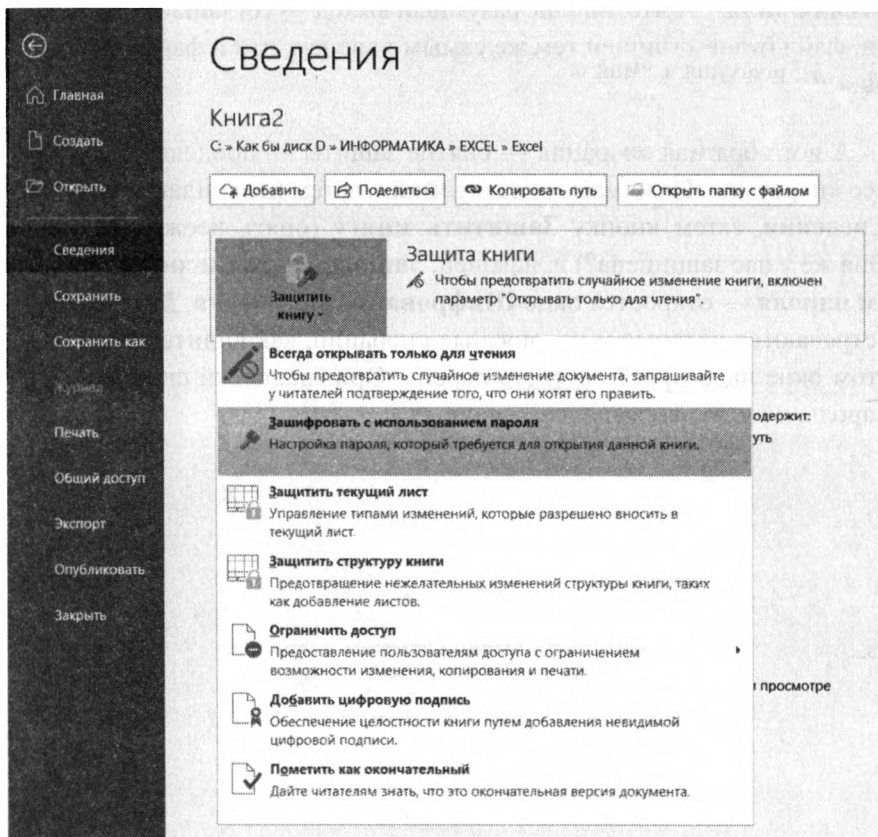 Сведения
Главная
Создать
Открыть
Сведения
Сохранить
Сохранить как
Журнал
Печать
Общий доступ
Экспорт
Опубликовать
Закрыть
Книга2
C: » Как бы диск D » ИНФОРМАТИКА » EXCEL » Excel
Добавить
Поделиться
Копировать путь
Открыть папку с файлом
Защитить
книгу
Защита книги
Чтобы предотвратить случайное изменение книги, включен
параметр "Открывать только для чтения".
Всегда открывать только для чтения
Чтобы предотвратить случайное изменение документа, запрашивайте
у читателей подтверждение того, что они хотят его править.
Зашифровать с использованием пароля
Настройка пароля, который требуется для открытия данной книги.
одержит:
уть
Защитить текущий лист
Управление типами изменений, которые разрешено вносить в
текущий лист.
Защитить структуру книги
Предотвращение нежелательных изменений структуры книги, таких
как добавление листов.
Ограничить доступ
Предоставление пользователям доступа с ограничением
возможности изменения, копирования и печати.
и просмотре
Добавить цифровую подпись
Обеспечение целостности книги путем добавления невидимой
цифровой подписи.
Пометить как окончательный
Дайте читателям знать, что это окончательная версия документа.